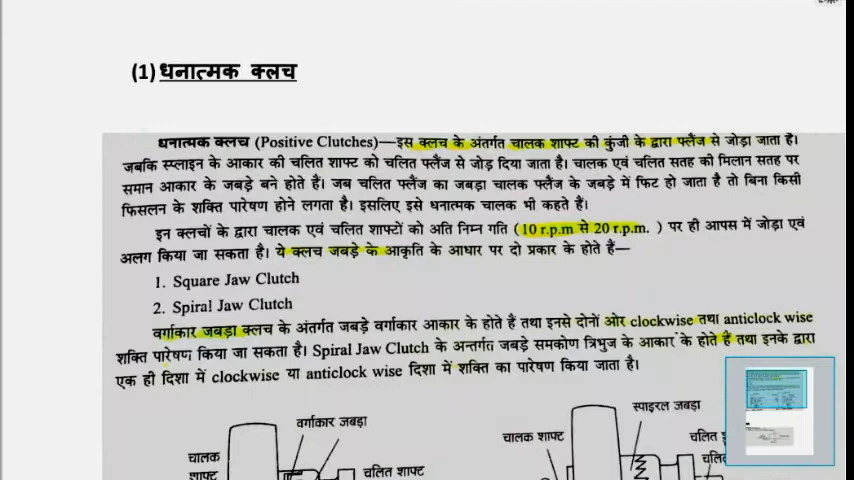 (1) धनात्मक क्लच
धनात्मक क्लच (Positive Clutches)—इस क्लच के अंतर्गत चालक शाफ्ट की कुंजी के द्वारा फ्लैंज से जोड़ा जाता है।
जबकि स्प्लाइन के आकार की चलित शाफ्ट को चलित फ्लैंज से जोड़ दिया जाता है। चालक एवं चलित सतह की मिलान सतह पर
समान आकार के जबड़े बने होते हैं। जब चलित फ्लैंज का जबड़ा चालक फ्लैंज के जबड़े में फिट हो जाता है तो बिना किसी
फिसलन के शक्ति पारेषण होने लगता है। इसलिए इसे धनात्मक चालक भी कहते हैं।
इन क्लचों के द्वारा चालक एवं चलित शाफ्टों को अति निम्न गति (10 r.p.m से 20 r.p.m. ) पर ही आपस में जोड़ा एवं
अलग किया जा सकता है। ये क्लच जबड़े के आकृति के आधार पर दो प्रकार के होते हैं—
1. Square Jaw Clutch
2. Spiral Jaw Clutch
वर्गाकार जबड़ा क्लच के अंतर्गत जबड़े वर्गाकार आकार के होते हैं तथा इनसे दोनों ओर clockwise तथा anticlock wise
शक्ति पारेषण किया जा सकता है। Spiral Jaw Clutch के अन्तर्गत जबड़े समकोण त्रिभुज के आकार के होते हैं तथा इनके द्वारा
एक ही दिशा में clockwise या anticlock wise दिशा में शक्ति का पारेषण किया जाता है।
वर्गाकार जबड़ा
स्पाइरल जबड़ा
चालक
शाफ्ट
चलित शाफ्ट
चालक शाफ्ट
चलित